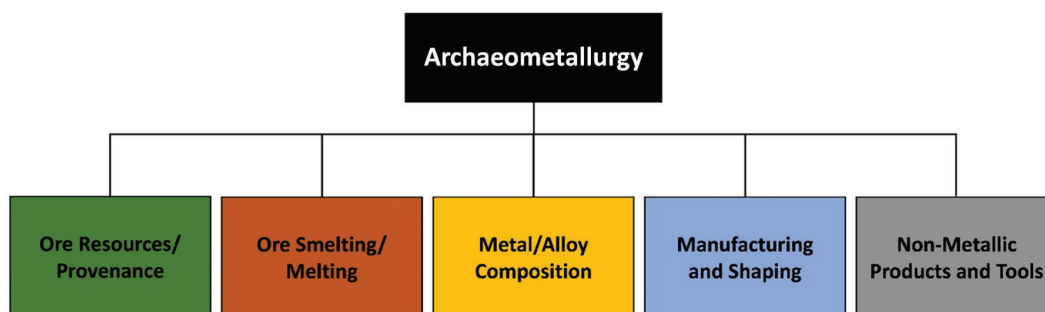 Archaeometallurgy
Ore Resources/
Provenance
Ore Smelting/
Melting
Metal/Alloy
Composition
Manufacturing
and Shaping
Non-Metallic
Products and Tools